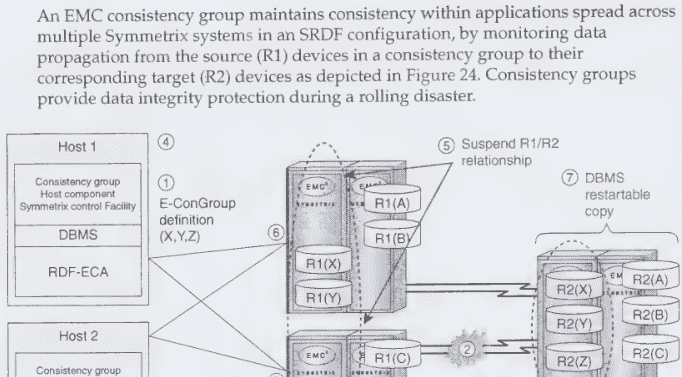 An EMC consistency group maintains consistency within applications spread across
multiple Symmetrix systems in an SRDF configuration, by monitoring data
propagation from the source (R1) devices in a consistency group to their
corresponding target (R2) devices as depicted in Figure 24. Consistency groups
provide data integrity protection during a rolling disaster.
Host 1
4
Consistency group
Host component
Symmetrix control Facility
DBMS
RDF-ECA
1
E-ConGroup
definition
(X,Y,Z)
5 Suspend R1/R2
relationship
7 DBMS
restartable
copy
6
EMC²
R1(A)
R1(B)
R1(X)
R1(Y)
R2(X)
R2(Y)
R2(Z)
R2(A)
R2(B)
R2(C)
Host 2
Consistency group
EMC²
R1(C)
2